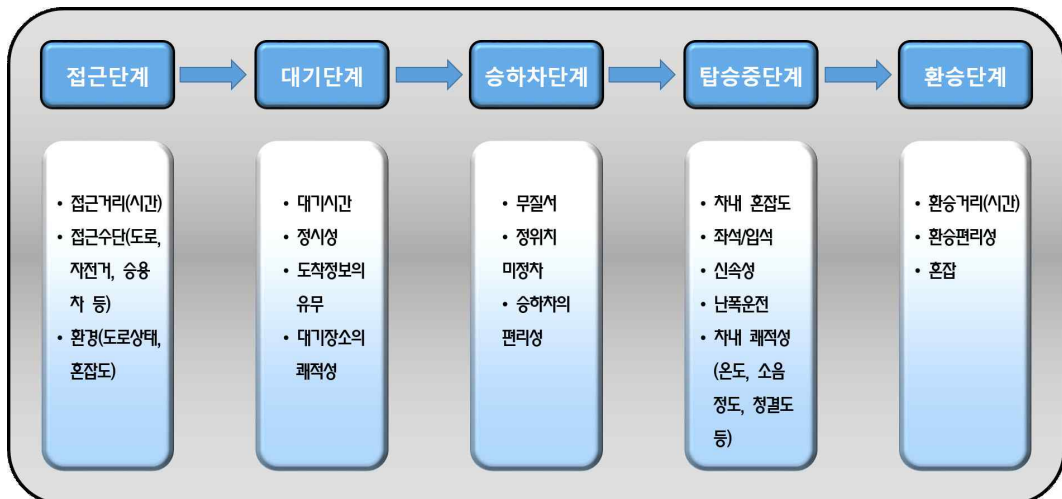 접근단계
대기단계
승하차단계
탑승중단계
환승단계
• 접근거리(시간)
• 접근수단(도로,
자전거, 승용
차 등)
• 환경(도로상태,
혼잡도)
• 대기시간
• 정시성
• 도착정보의
유무
• 대기장소의
쾌적성
• 무질서
• 정위치
미정차
• 승하차의
편리성
• 차내 혼잡도
• 좌석/입석
• 신속성
• 난폭운전
• 차내 쾌적성
(온도, 소음
정도, 청결도
등)
• 환승거리(시간)
• 환승편리성
• 혼잡